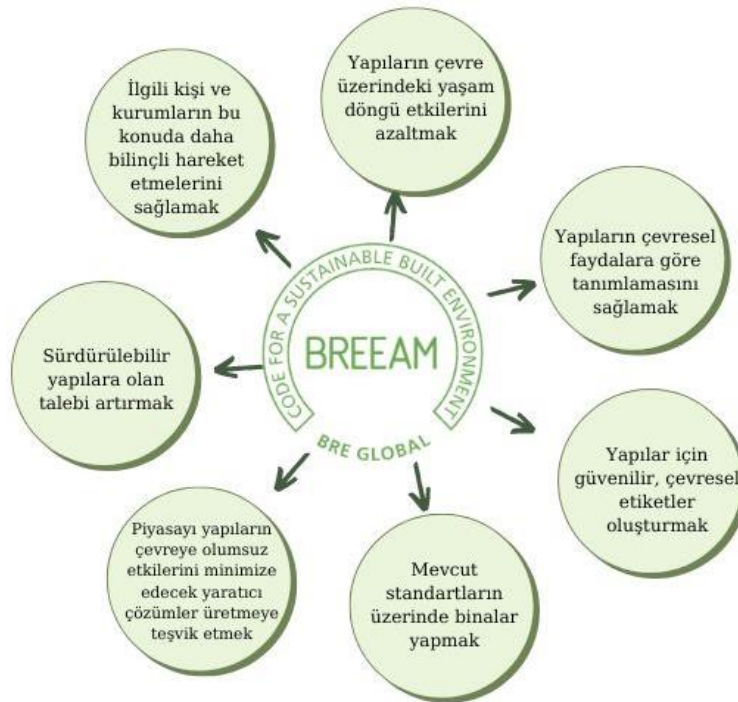 Yapıların çevre
üzerindeki yaşam
döngü etkilerini
azaltmak
İlgili kişi ve
kurumların bu
konuda daha
bilinçli hareket
etmelerini
sağlamak
Yapıların çevresel
faydalara göre
tanımlamasını
sağlamak
CODE FOR A SUSTAINABLE BUILT ENVIRONMENT
BREEAM
BRE GLOBAL
Sürdürülebilir
yapılara olan
talebi artırmak
Yapılar için
güvenilir, çevresel
etiketler
oluşturmak
Piyasayı yapıların
çevreye olumsuz
etkilerini minimize
edecek yaratıcı
çözümler üretmeye
teşvik etmek
Mevcut
standartların
üzerinde binalar
yapmak